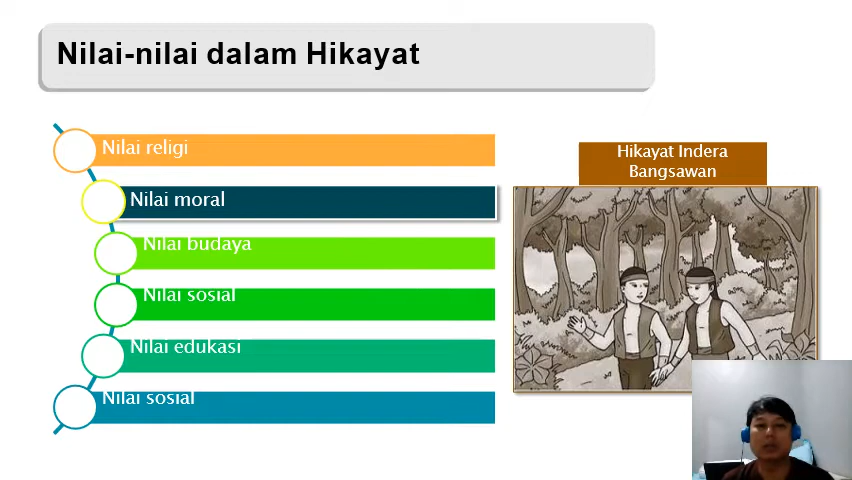 Nilai-nilai dalam Hikayat
Nilai religi
Nilai moral
Nilai budaya
Nilai sosial
Nilai edukasi
Nilai sosial
Hikayat Indera
Bangsawan